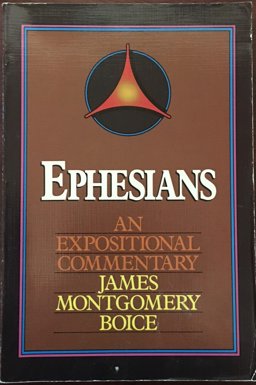 EPHESIANS
AN
EXPOSITIONAL
COMMENTARY
JAMES
MONTGOMERY
BOICE